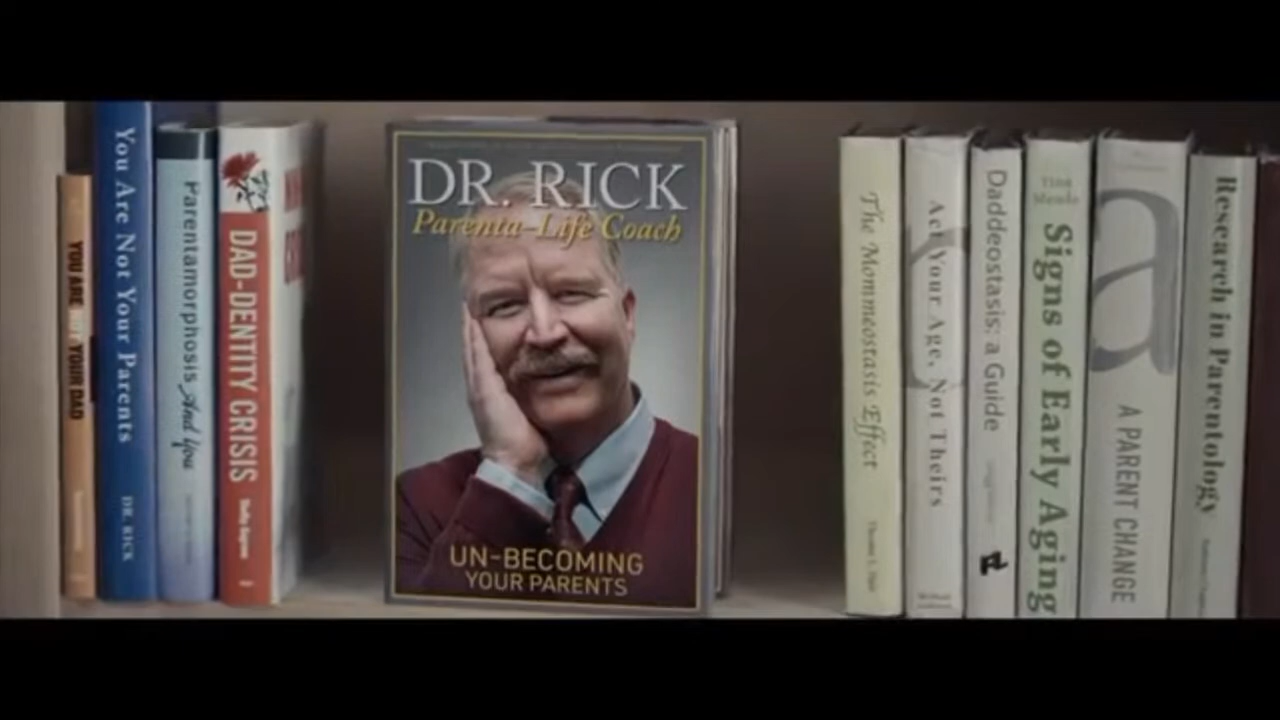 YOU ARE NOT YOUR DAD
You Are Not Your Parents
DR. RICK
Parentamorphosis And You
DAD-DENTITY CRISIS
DR. RICK
Parenta-Life Coach
UN-BECOMING
YOUR PARENTS
The Mommeostasis Effect
Act Your Age, Not Theirs
Daddeostasis: a Guide
Tina
Meade
Signs of Early Aging
a
A PARENT CHANGE
Research in Parentology